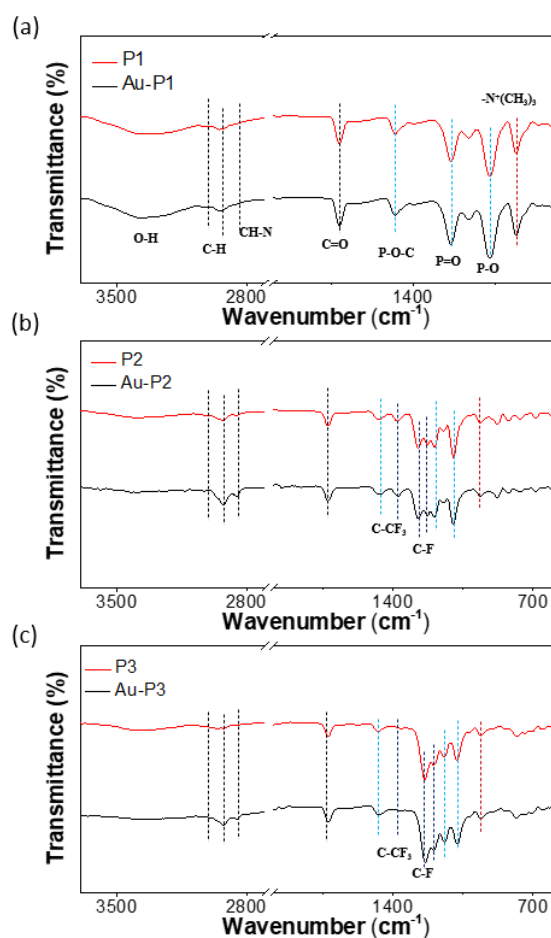 (a)
P1
Au-P1
-N⁺(CH₃)₃
Transmittance (%)
O-H
C-H
CH-N
C=O
P-O-C
P=O
P-O
3500
2800
1400
Wavenumber (cm⁻¹)
(b)
P2
Au-P2
Transmittance (%)
C-CF₃
C-F
3500
2800
1400
700
Wavenumber (cm⁻¹)
(c)
P3
Au-P3
Transmittance (%)
C-CF₃
C-F
3500
2800
1400
700
Wavenumber (cm⁻¹)